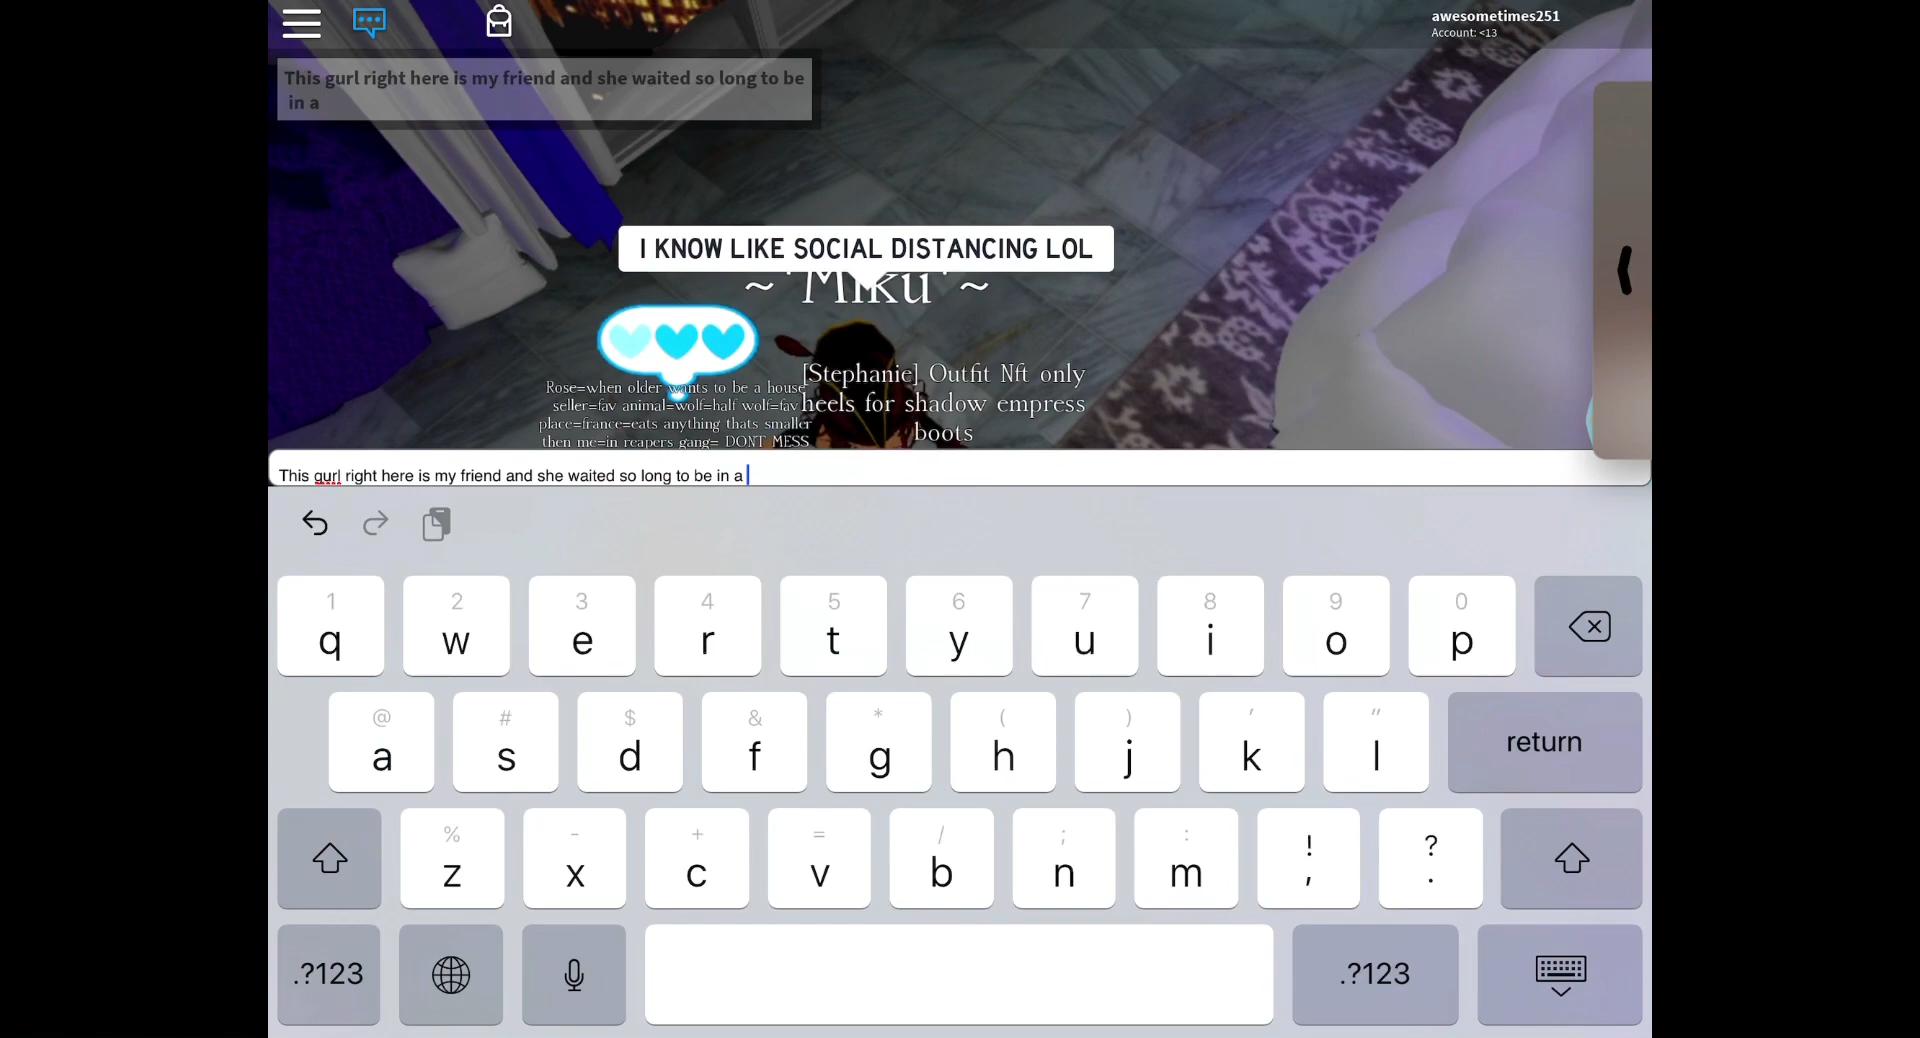 awesometimes251
Account: <13
This gurl right here is my friend and she waited so long to be
in a
I KNOW LIKE SOCIAL DISTANCING LOL
~"Miku"~
Rose=when older wants to be a house
seller=fav animal=wolf=half wolf=fav
place=france=eats anything thats smaller
then me=in reapers gang= DONT MESS
[Stephanie] Outfit Nft only
heels for shadow empress
boots
This gurl right here is my friend and she waited so long to be in a
1 2 3 4 5 6 7 8 9 0
q w e r t y u i o p
@ # $ & * ( ) ' "
a s d f g h j k l return
% - + = / ; : ! ?
z x c v b n m , .
.?123 .?123